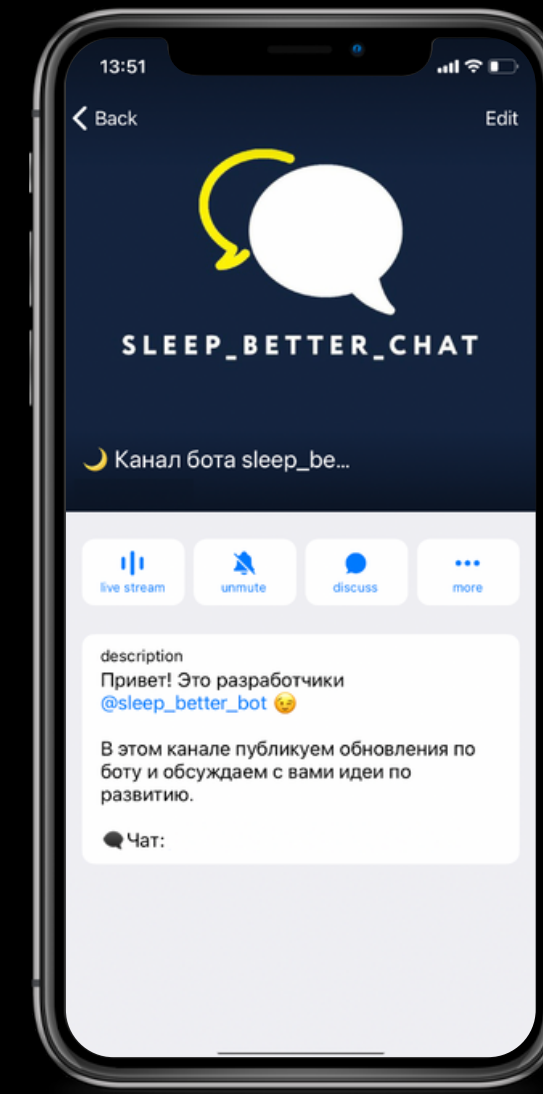 13:51
Back
Edit
SLEEP_BETTER_CHAT
🌙 Канал бота sleep_be...
live stream
unmute
discuss
more
description
Привет! Это разработчики
@sleep_better_bot 😉
В этом канале публикуем обновления по
боту и обсуждаем с вами идеи по
развитию.
🗨 Чат: